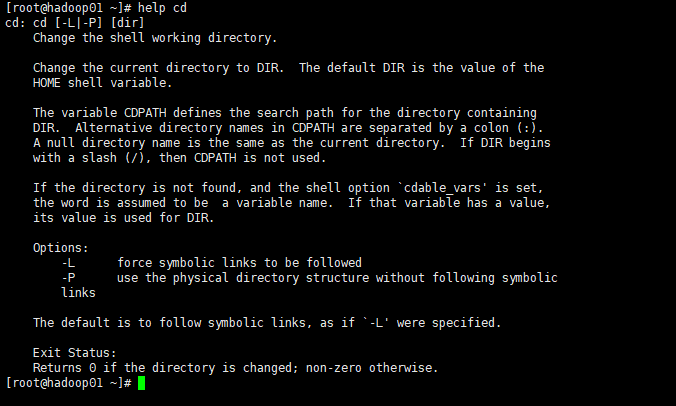 [root@hadoop01 ~]# help cd
cd: cd [-L|-P] [dir]
    Change the shell working directory.

    Change the current directory to DIR.  The default DIR is the value of the
    HOME shell variable.

    The variable CDPATH defines the search path for the directory containing
    DIR.  Alternative directory names in CDPATH are separated by a colon (:).
    A null directory name is the same as the current directory.  If DIR begins
    with a slash (/), then CDPATH is not used.

    If the directory is not found, and the shell option `cdable_vars' is set,
    the word is assumed to be  a variable name.  If that variable has a value,
    its value is used for DIR.

    Options:
        -L      force symbolic links to be followed
        -P      use the physical directory structure without following symbolic
        links

    The default is to follow symbolic links, as if `-L' were specified.

    Exit Status:
    Returns 0 if the directory is changed; non-zero otherwise.
[root@hadoop01 ~]#